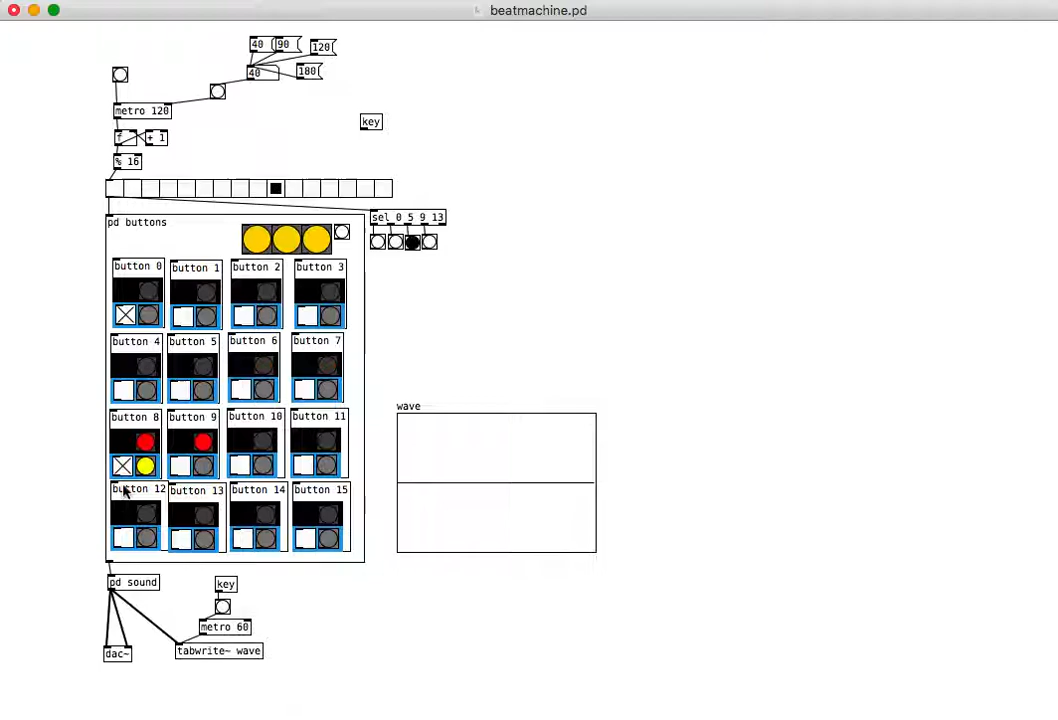 beatmachine.pd
40 90 120
40 180
metro 120
key
f + 1
% 16
sel 0 5 9 13
pd buttons
button 0 button 1 button 2 button 3
button 4 button 5 button 6 button 7
wave
button 8 button 9 button 10 button 11
button 12 button 13 button 14 button 15
pd sound key
metro 60
dac~ tabwrite~ wave